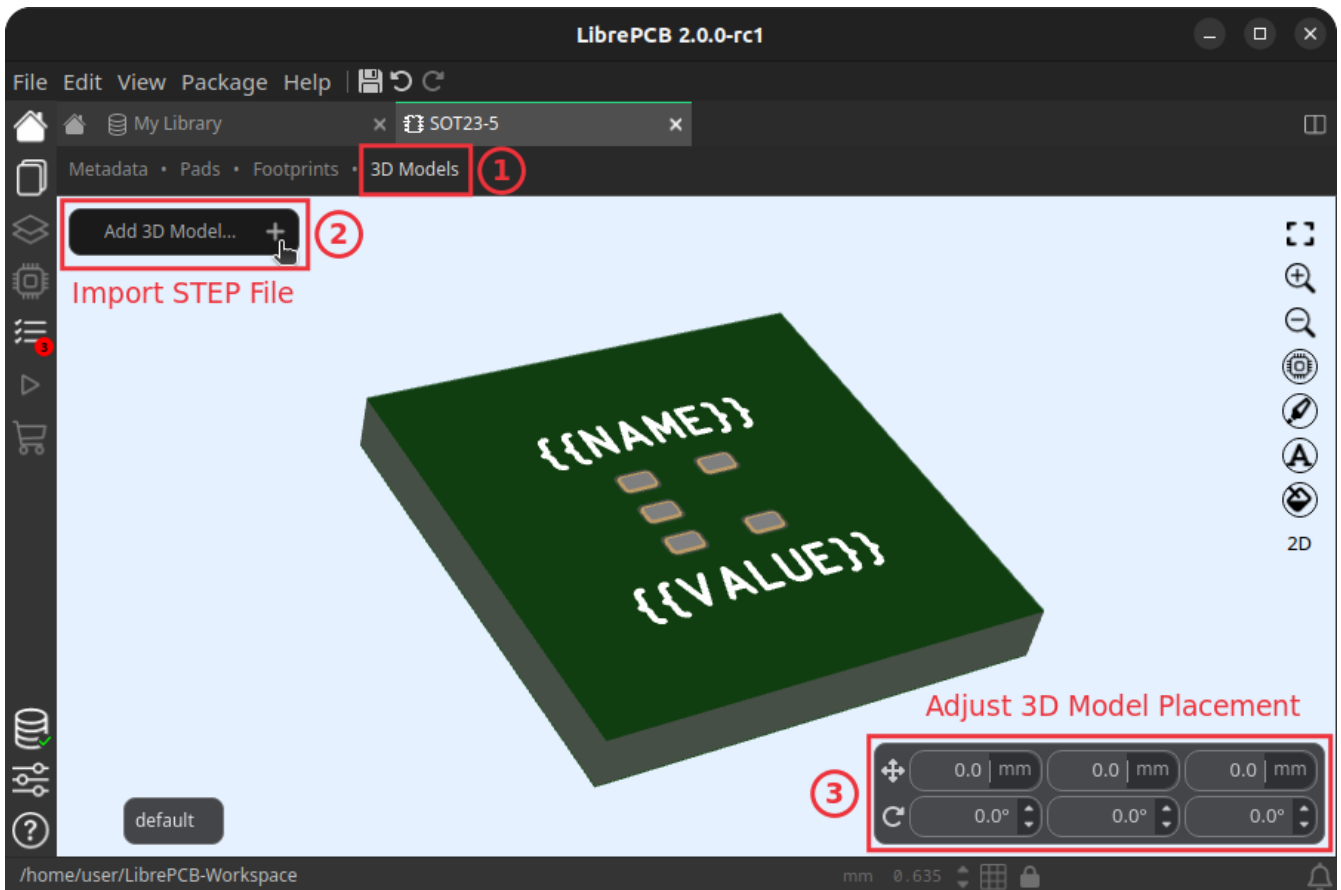 LibrePCB 2.0.0-rc1
File Edit View Package Help
My Library
SOT23-5
Metadata • Pads • Footprints • 3D Models
1
Add 3D Model... +
2
Import STEP File
3
{{NAME}}
{{VALUE}}
A
2D
Adjust 3D Model Placement
3
0.0 mm 0.0 mm 0.0 mm
0.0° 0.0° 0.0°
default
?
/home/user/LibrePCB-Workspace
mm 0.635